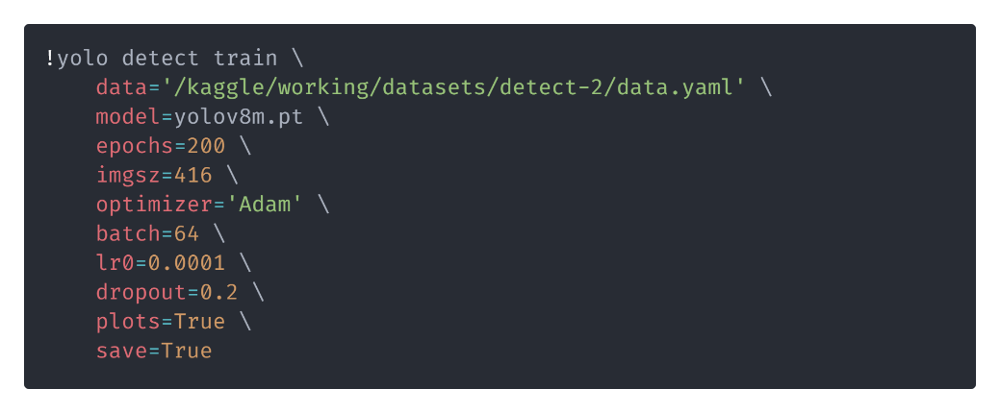 !yolo detect train \
    data='/kaggle/working/datasets/detect-2/data.yaml' \
    model=yolov8m.pt \
    epochs=200 \
    imgsz=416 \
    optimizer='Adam' \
    batch=64 \
    lr0=0.0001 \
    dropout=0.2 \
    plots=True \
    save=True